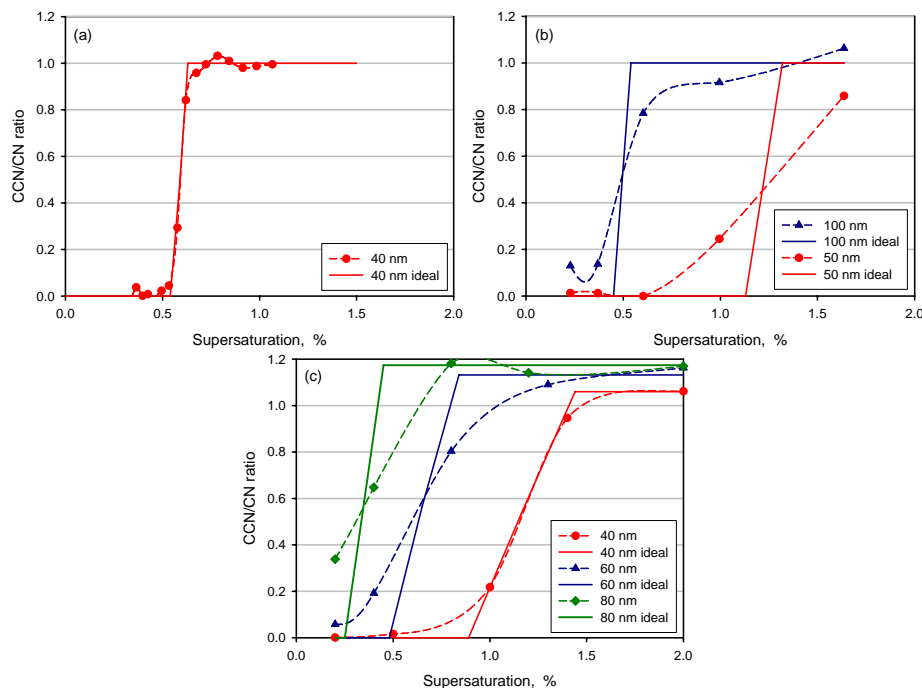 (a)
CCN/CN ratio
1.2
1.0
0.8
0.6
0.4
0.2
0.0
40 nm
40 nm ideal
0.0 0.5 1.0 1.5 2.0
Supersaturation, %
(b)
CCN/CN ratio
1.2
1.0
0.8
0.6
0.4
0.2
0.0
100 nm
100 nm ideal
50 nm
50 nm ideal
0.0 0.5 1.0 1.5 2.0
Supersaturation, %
(c)
CCN/CN ratio
1.2
1.0
0.8
0.6
0.4
0.2
0.0
40 nm
40 nm ideal
60 nm
60 nm ideal
80 nm
80 nm ideal
0.0 0.5 1.0 1.5 2.0
Supersaturation, %